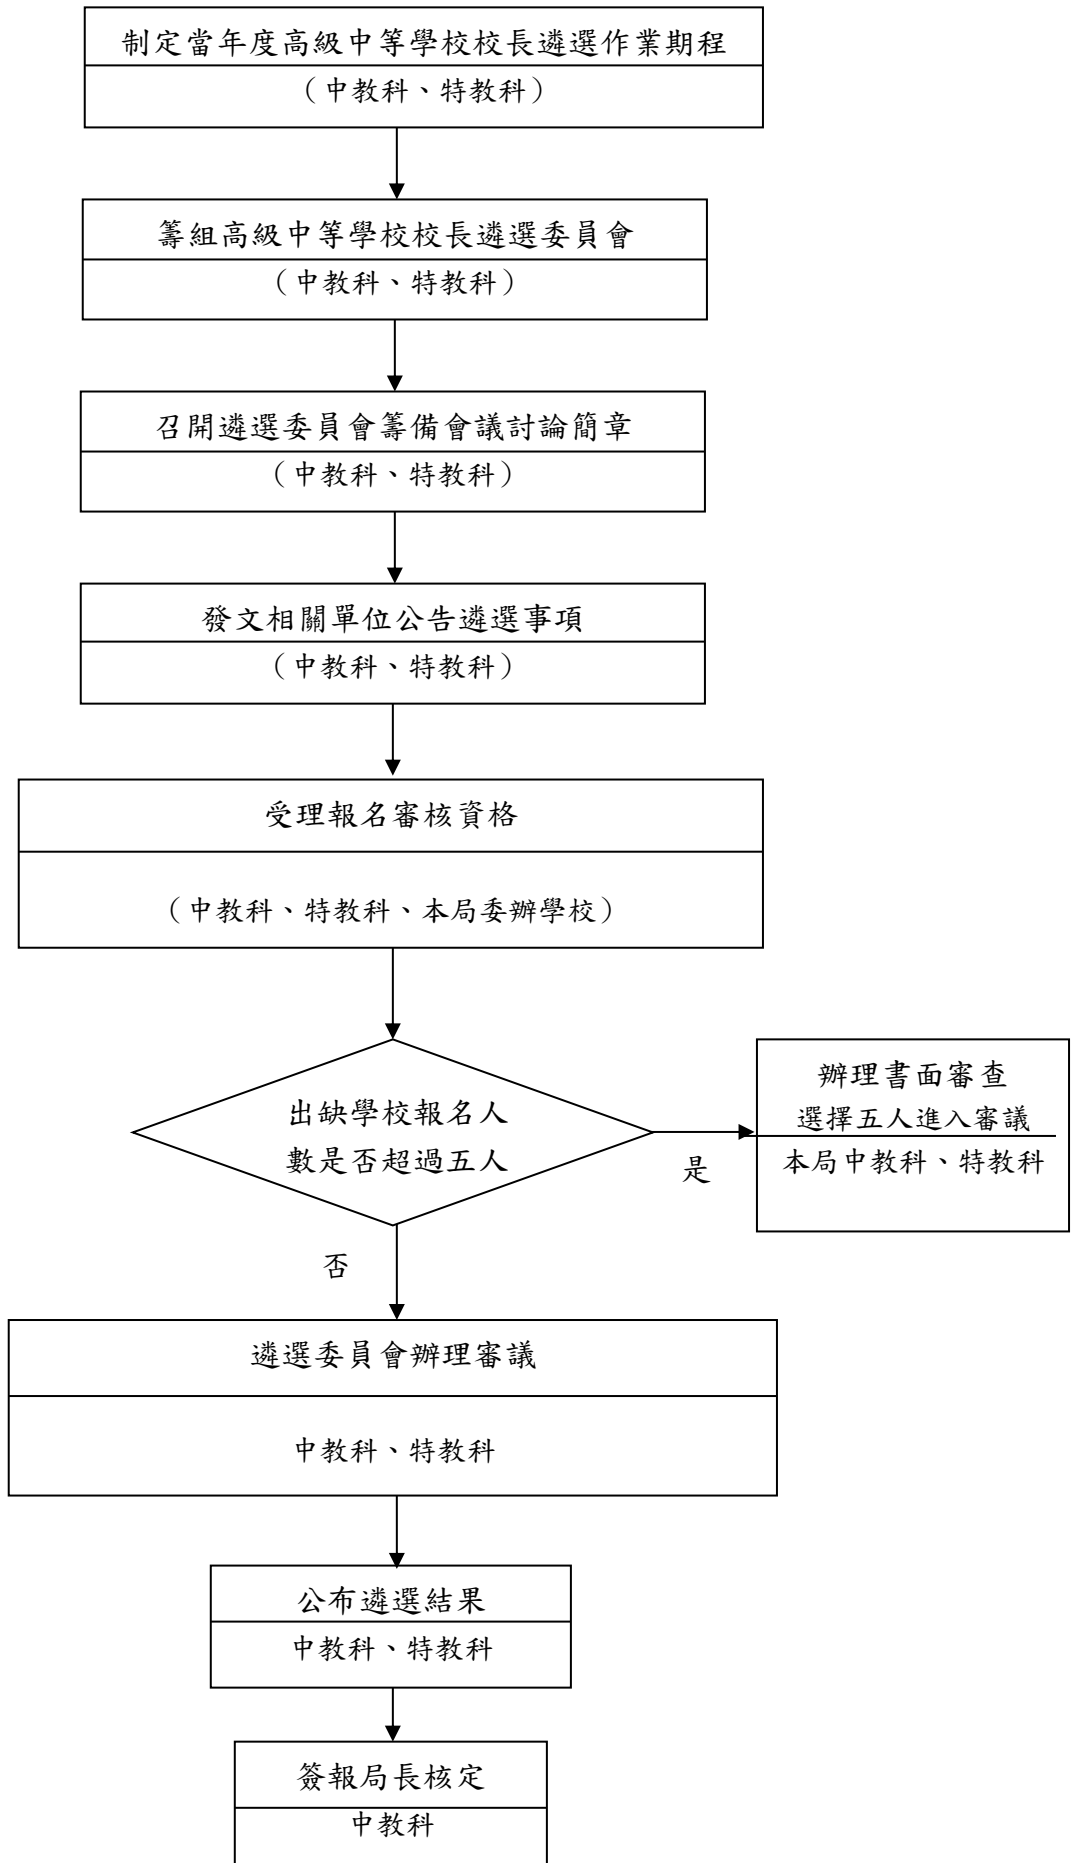 制定當年度高級中等學校校長遴選作業期程
（中教科、特教科）
籌組高級中等學校校長遴選委員會
（中教科、特教科）
召開遴選委員會籌備會議討論簡章
（中教科、特教科）
發文相關單位公告遴選事項
（中教科、特教科）
受理報名審核資格
（中教科、特教科、本局委辦學校）
出缺學校報名人
數是否超過五人
是
辦理書面審查
選擇五人進入審議
本局中教科、特教科
否
遴選委員會辦理審議
中教科、特教科
公布遴選結果
中教科、特教科
簽報局長核定
中教科